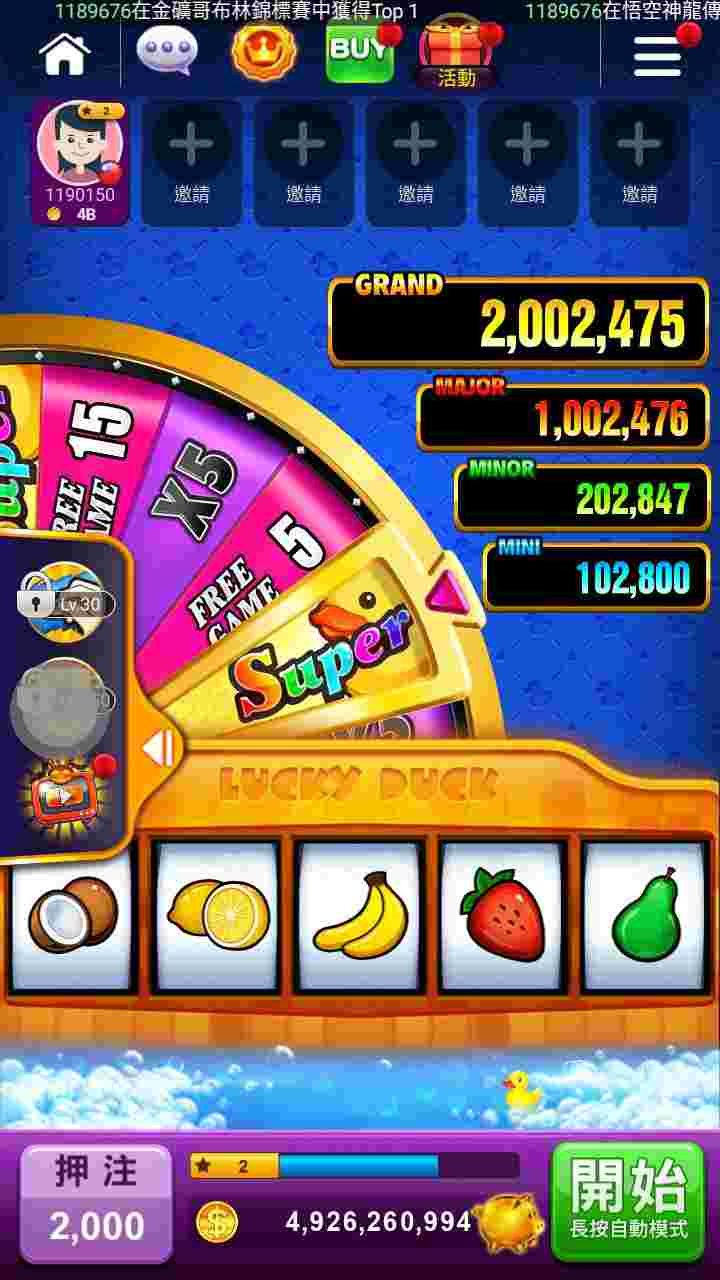 1189676在金礦哥布林錦標賽中獲得Top 1
1189676在悟空神龍傳
BUY
活動
2
1190150
4B
邀請
邀請
邀請
邀請
邀請
GRAND
2,002,475
MAJOR
1,002,476
MINOR
202,847
MINI
102,800
15
X5
5
FREE GAME
Super
Lv 30
LUCKY DUCK
押注
2,000
2
4,926,260,994
開始
長按自動模式